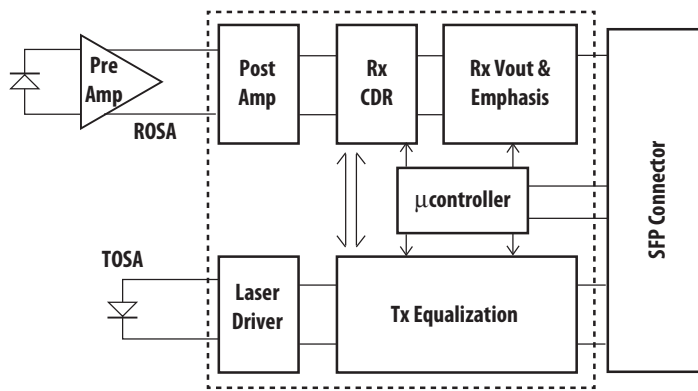 Pre
Amp
ROSA
Post
Amp
Rx
CDR
Rx Vout &
Emphasis
μcontroller
SFP Connector
TOSA
Laser
Driver
Tx Equalization